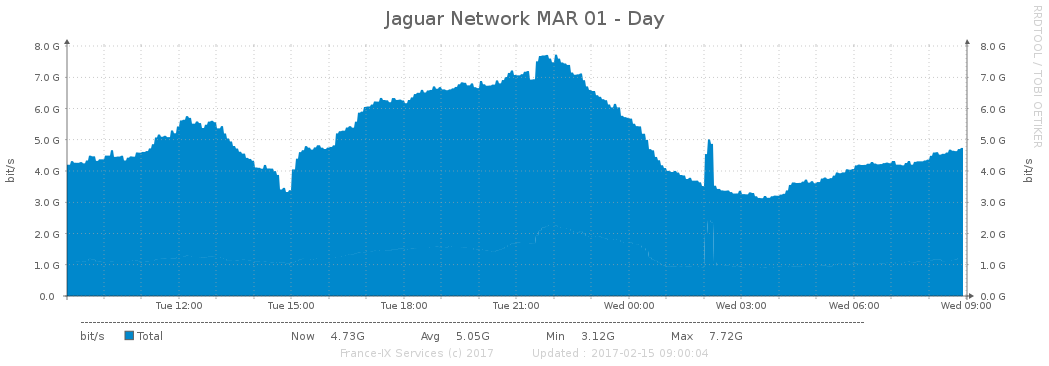 Jaguar Network MAR 01 - Day
RRDTOOL / TOBI OETIKER
bit/s
8.0 G
7.0 G
6.0 G
5.0 G
4.0 G
3.0 G
2.0 G
1.0 G
0.0
8.0 G
7.0 G
6.0 G
5.0 G
4.0 G
3.0 G
2.0 G
1.0 G
0.0 G
bit/s
Tue 12:00 Tue 15:00 Tue 18:00 Tue 21:00 Wed 00:00 Wed 03:00 Wed 06:00 Wed 09:00
bit/s Total Now 4.73G Avg 5.05G Min 3.12G Max 7.72G
France-IX Services (c) 2017 Updated : 2017-02-15 09:00:04